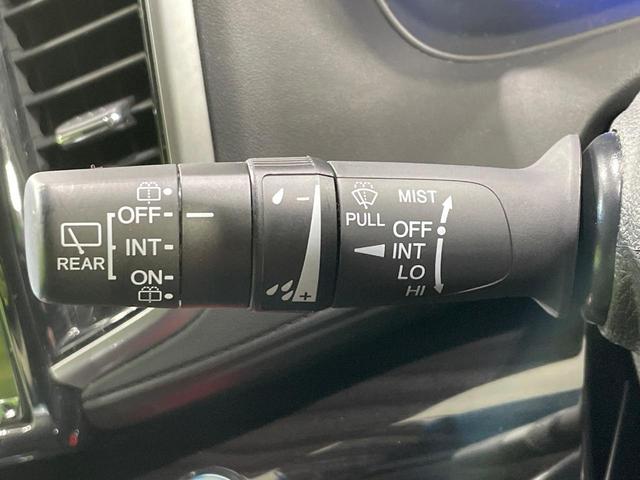 OFF
INT
ON
REAR
−
+
PULL
MIST
OFF
INT
LO
HI